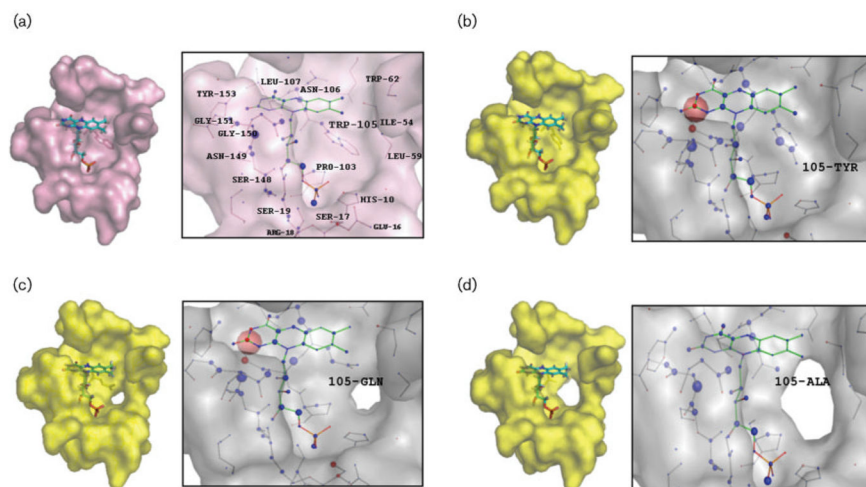 (a)
(b)
LEU-107
ASN-106
TRP-62
TYR-153
GLY-151
TRP-105
ILE-54
GLY-150
ASN-149
PRO-103
LEU-59
SER-148
HIS-10
SER-19
SER-17
ARG-18
GLU-16
105-TYR
(c)
(d)
105-GLN
105-ALA